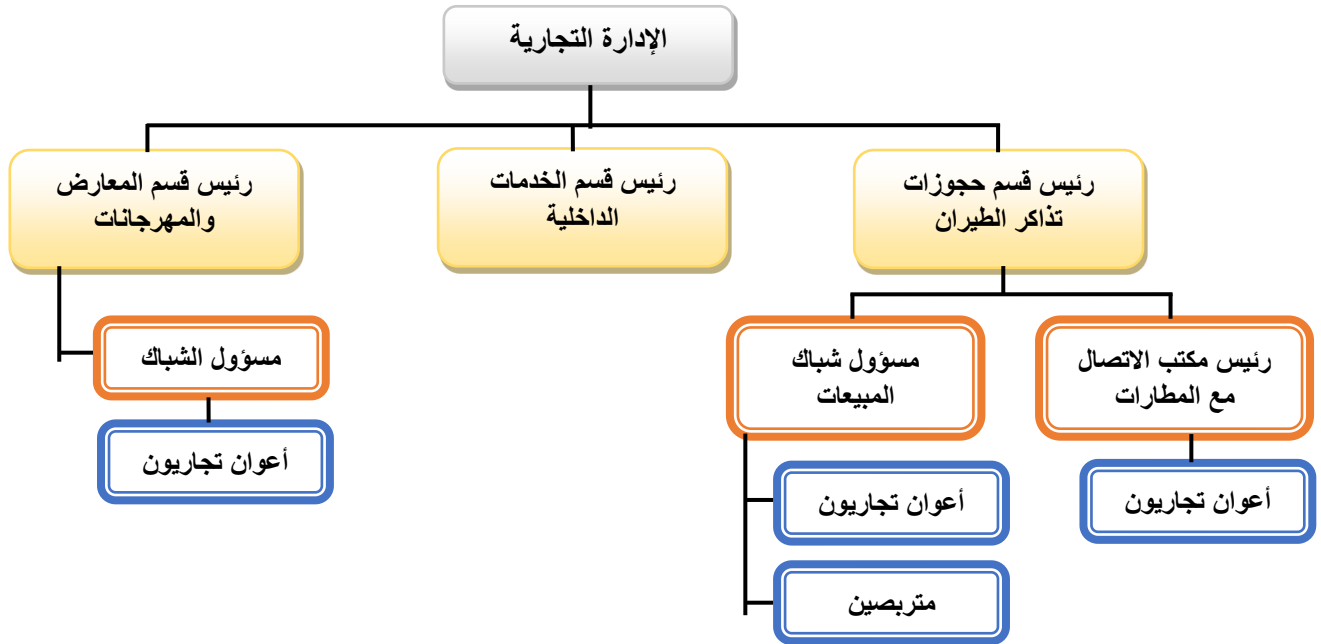 الإدارة التجارية
رئيس قسم حجوزات
تذاكر الطيران
رئيس قسم الخدمات
الداخلية
رئيس قسم المعارض
والمهرجانات
رئيس مكتب الاتصال
مع المطارات
مسؤول شباك
المبيعات
مسؤول الشباك
أعوان تجاريون
أعوان تجاريون
أعوان تجاريون
متربصين